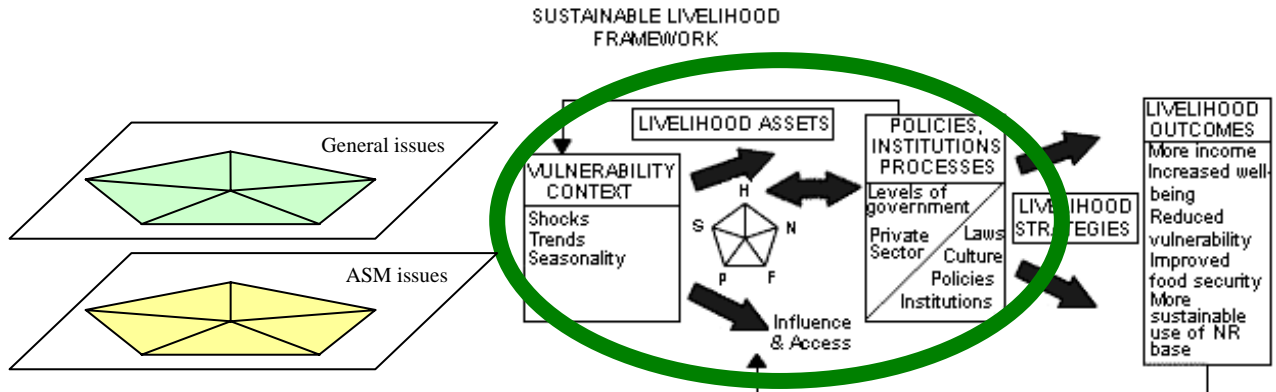 SUSTAINABLE LIVELIHOOD
FRAMEWORK
General issues
ASM issues
VULNERABILITY
CONTEXT
Shocks
Trends
Seasonality
LIVELIHOOD ASSETS
H
S
N
P
F
Influence
& Access
POLICIES,
INSTITUTIONS
PROCESSES
Levels of
government
Private
Sector
Laws
Culture
Policies
Institutions
LIVELIHOOD
STRATEGIES
LIVELIHOOD
OUTCOMES
More income
Increased well-
being
Reduced
vulnerability
Improved
food security
More
sustainable
use of NR
base